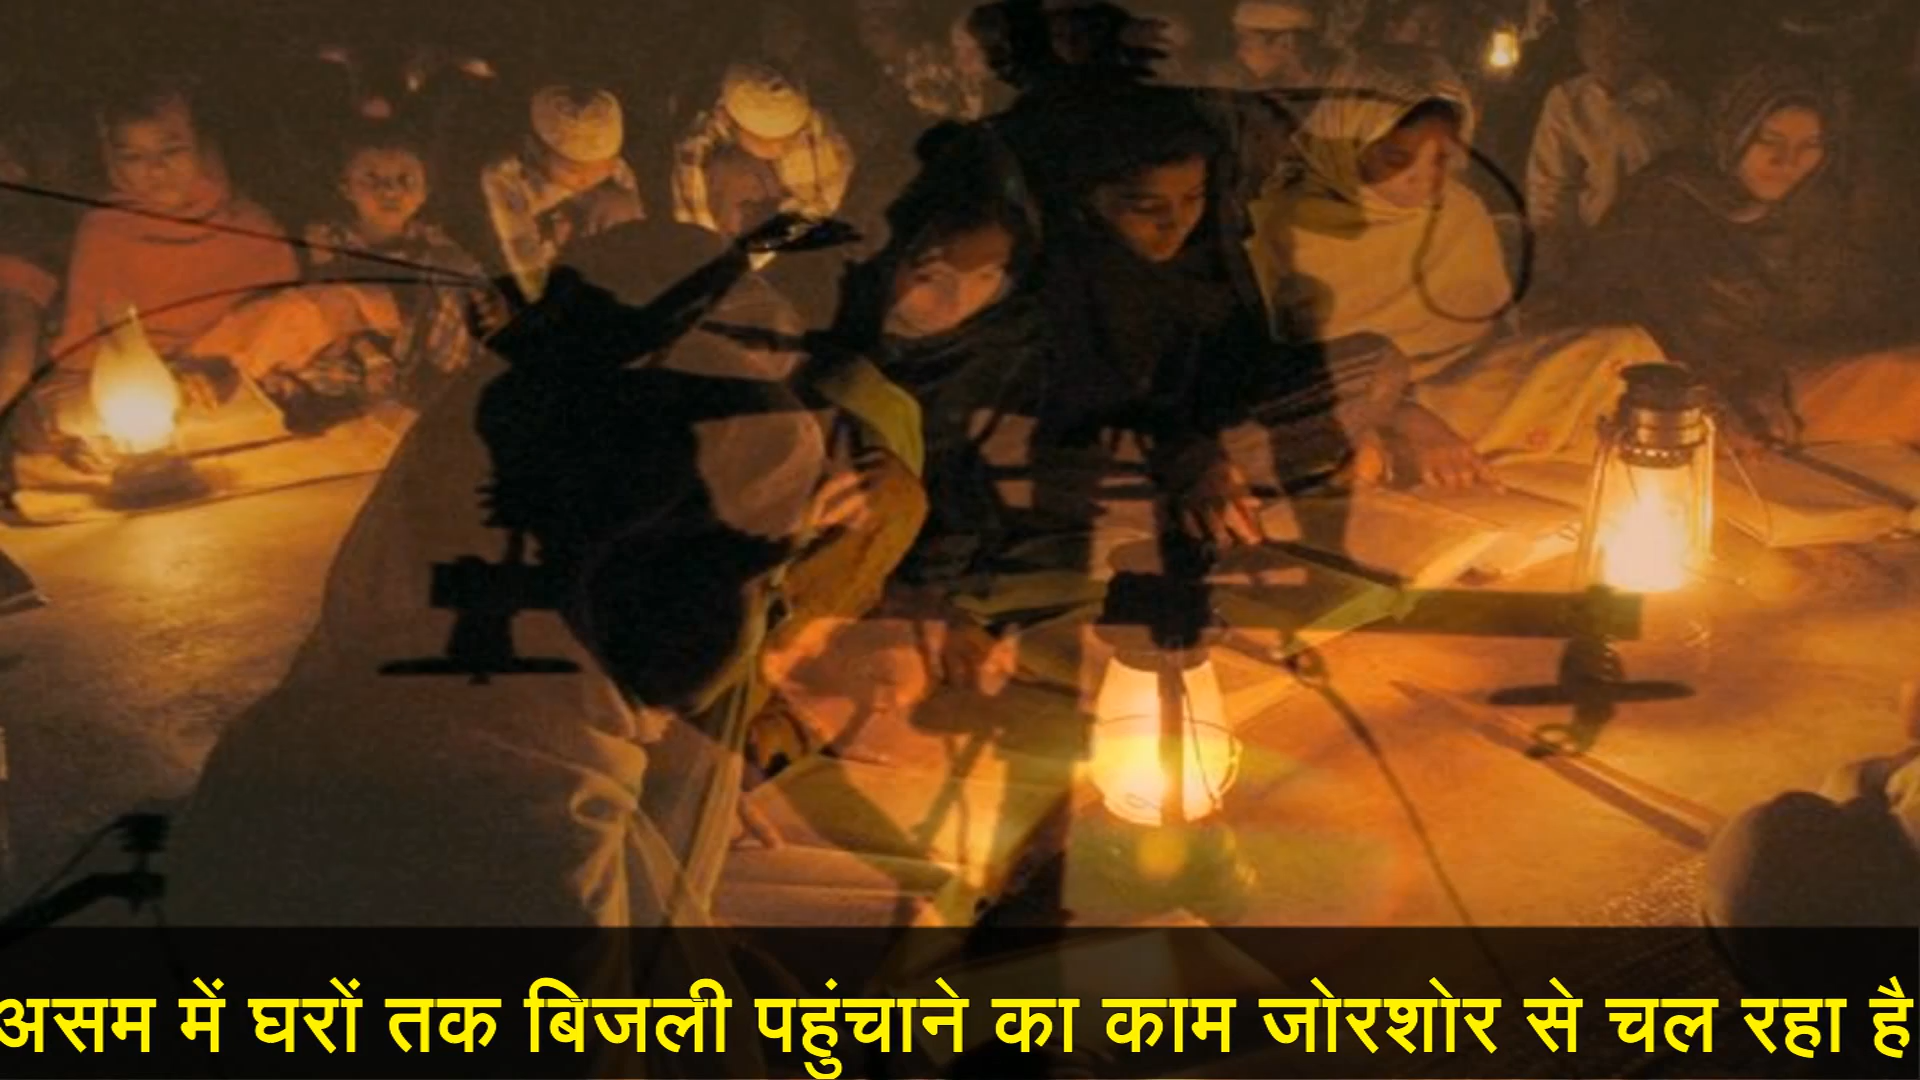 असम में घरों तक बिजली पहुंचाने का काम जोरशोर से चल रहा है